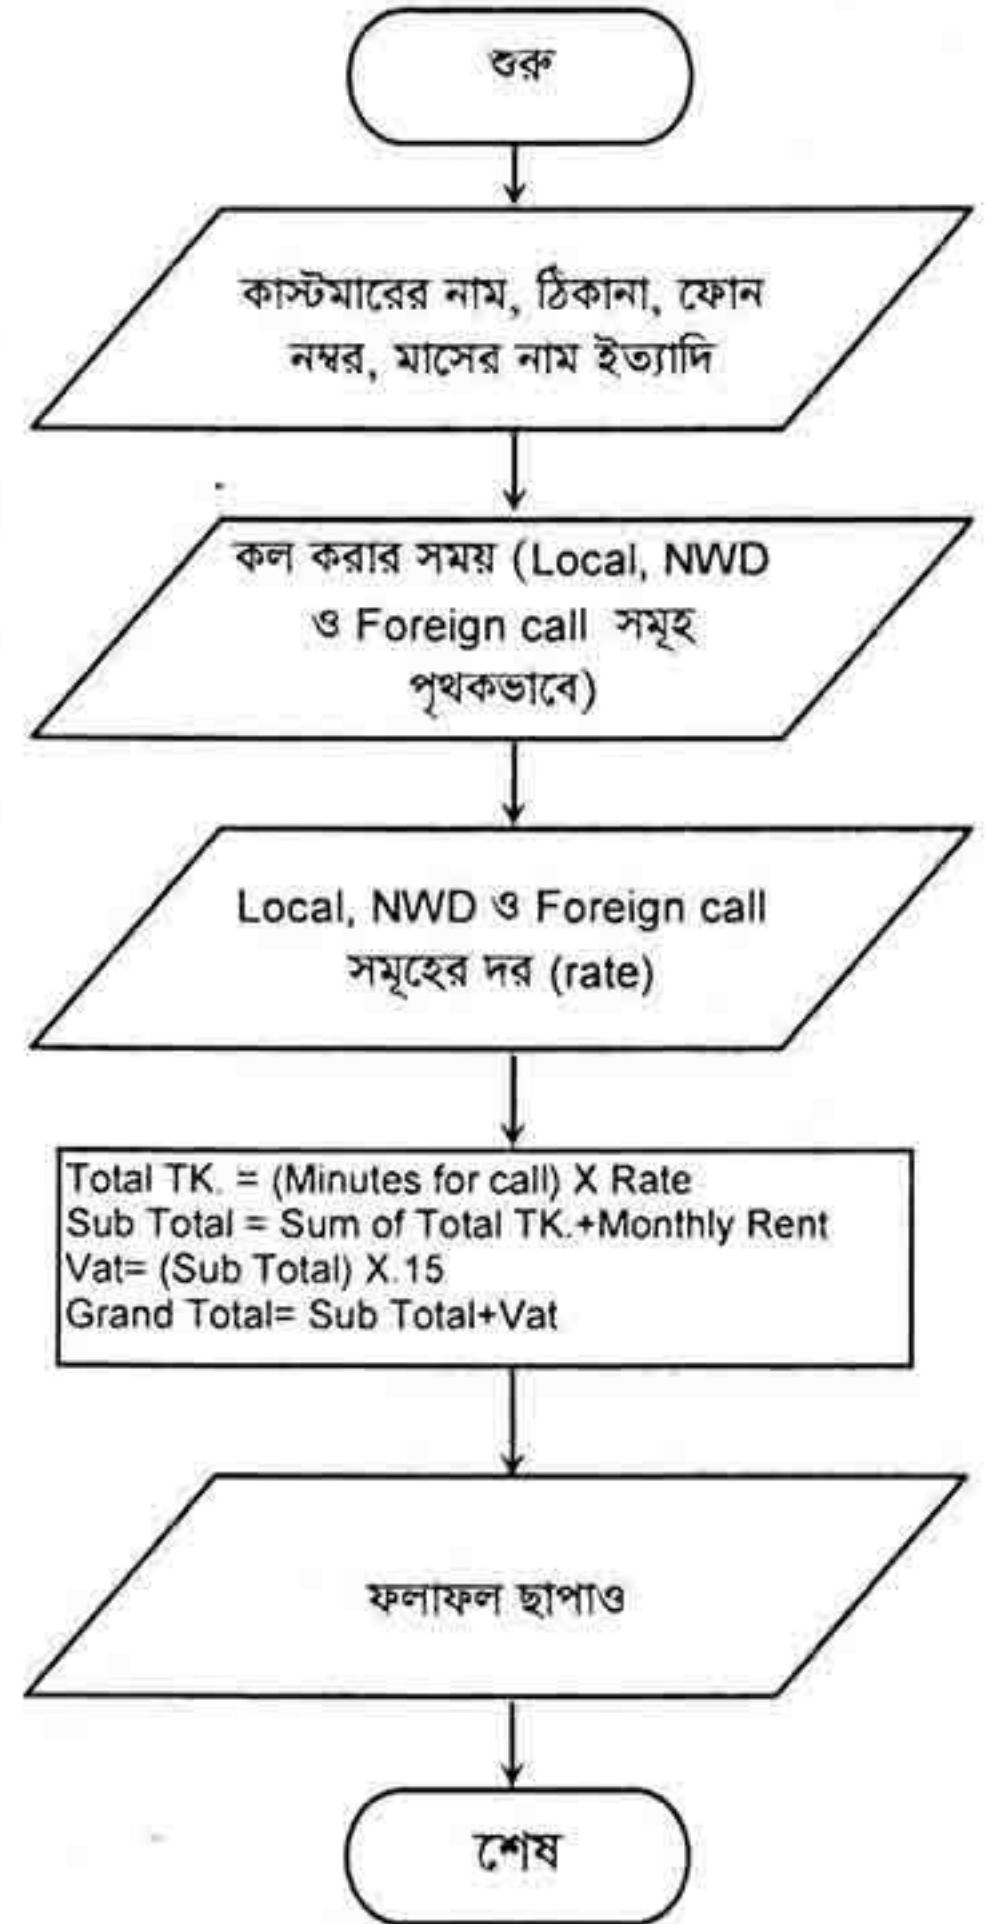 শুরু
কাস্টমারের নাম, ঠিকানা, ফোন
নম্বর, মাসের নাম ইত্যাদি
কল করার সময় (Local, NWD
ও Foreign call সমূহ
পৃথকভাবে)
Local, NWD ও Foreign call
সমূহের দর (rate)
Total TK. = (Minutes for call) X Rate
Sub Total = Sum of Total TK.+Monthly Rent
Vat= (Sub Total) X.15
Grand Total= Sub Total+Vat
ফলাফল ছাপাও
শেষ